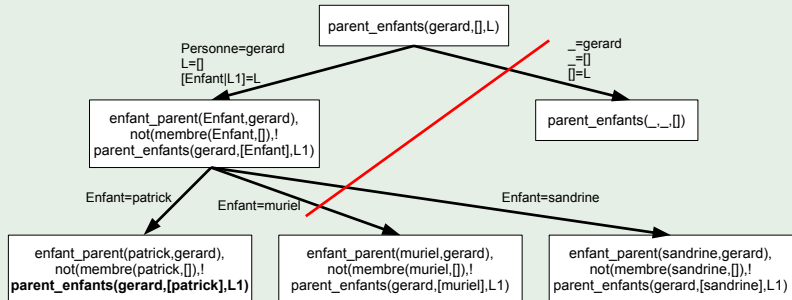 parent_enfants(gerard,[],L)
Personne=gerard
L=[]
[Enfant|L1]=L
_=gerard
_=[]
[]=L
enfant_parent(Enfant,gerard),
not(membre(Enfant,[]),!
parent_enfants(gerard,[Enfant],L1)
parent_enfants(_,_,[])
Enfant=patrick
Enfant=muriel
Enfant=sandrine
enfant_parent(patrick,gerard),
not(membre(patrick,[]),!
parent_enfants(gerard,[patrick],L1)
enfant_parent(muriel,gerard),
not(membre(muriel,[]),!
parent_enfants(gerard,[muriel],L1)
enfant_parent(sandrine,gerard),
not(membre(sandrine,[]),!
parent_enfants(gerard,[sandrine],L1)